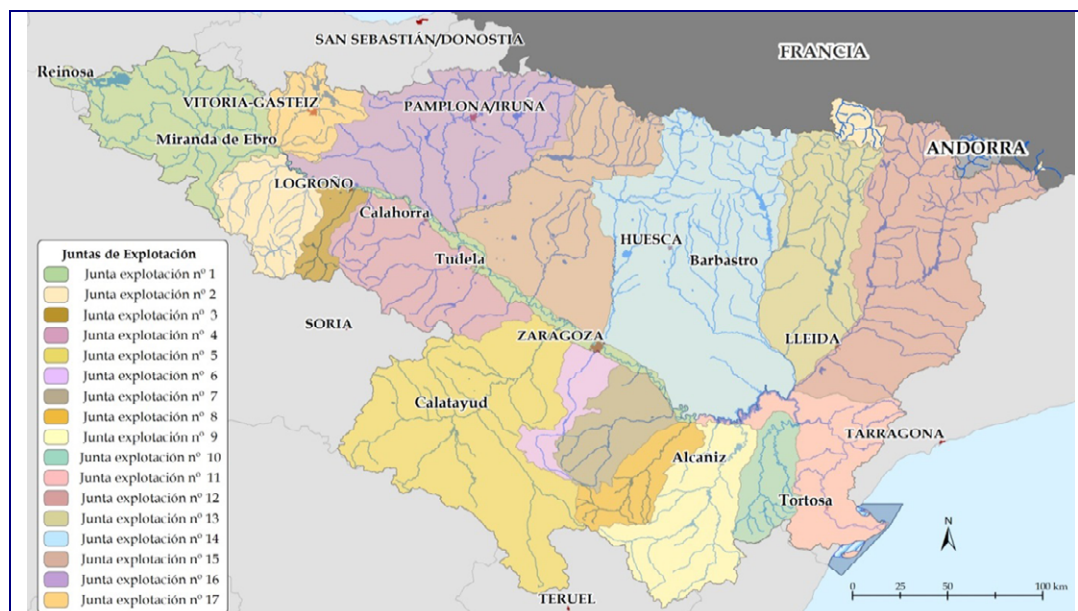 SAN SEBASTIÁN/DONOSTIA
FRANCIA
Reinosa
VITORIA-GASTEIZ
PAMPLONA/IRUÑA
Miranda de Ebro
ANDORRA
LOGROÑO
Calahorra
HUESCA
Barbastro
Tudela
SORIA
ZARAGOZA
LLEIDA
Calatayud
TARRAGONA
Alcaniz
Tortosa
TERUEL
Juntas de Explotación
Junta explotación nº 1
Junta explotación nº 2
Junta explotación nº 3
Junta explotación nº 4
Junta explotación nº 5
Junta explotación nº 6
Junta explotación nº 7
Junta explotación nº 8
Junta explotación nº 9
Junta explotación nº 10
Junta explotación nº 11
Junta explotación nº 12
Junta explotación nº 13
Junta explotación nº 14
Junta explotación nº 15
Junta explotación nº 16
Junta explotación nº 17
N
0 25 50 100 km